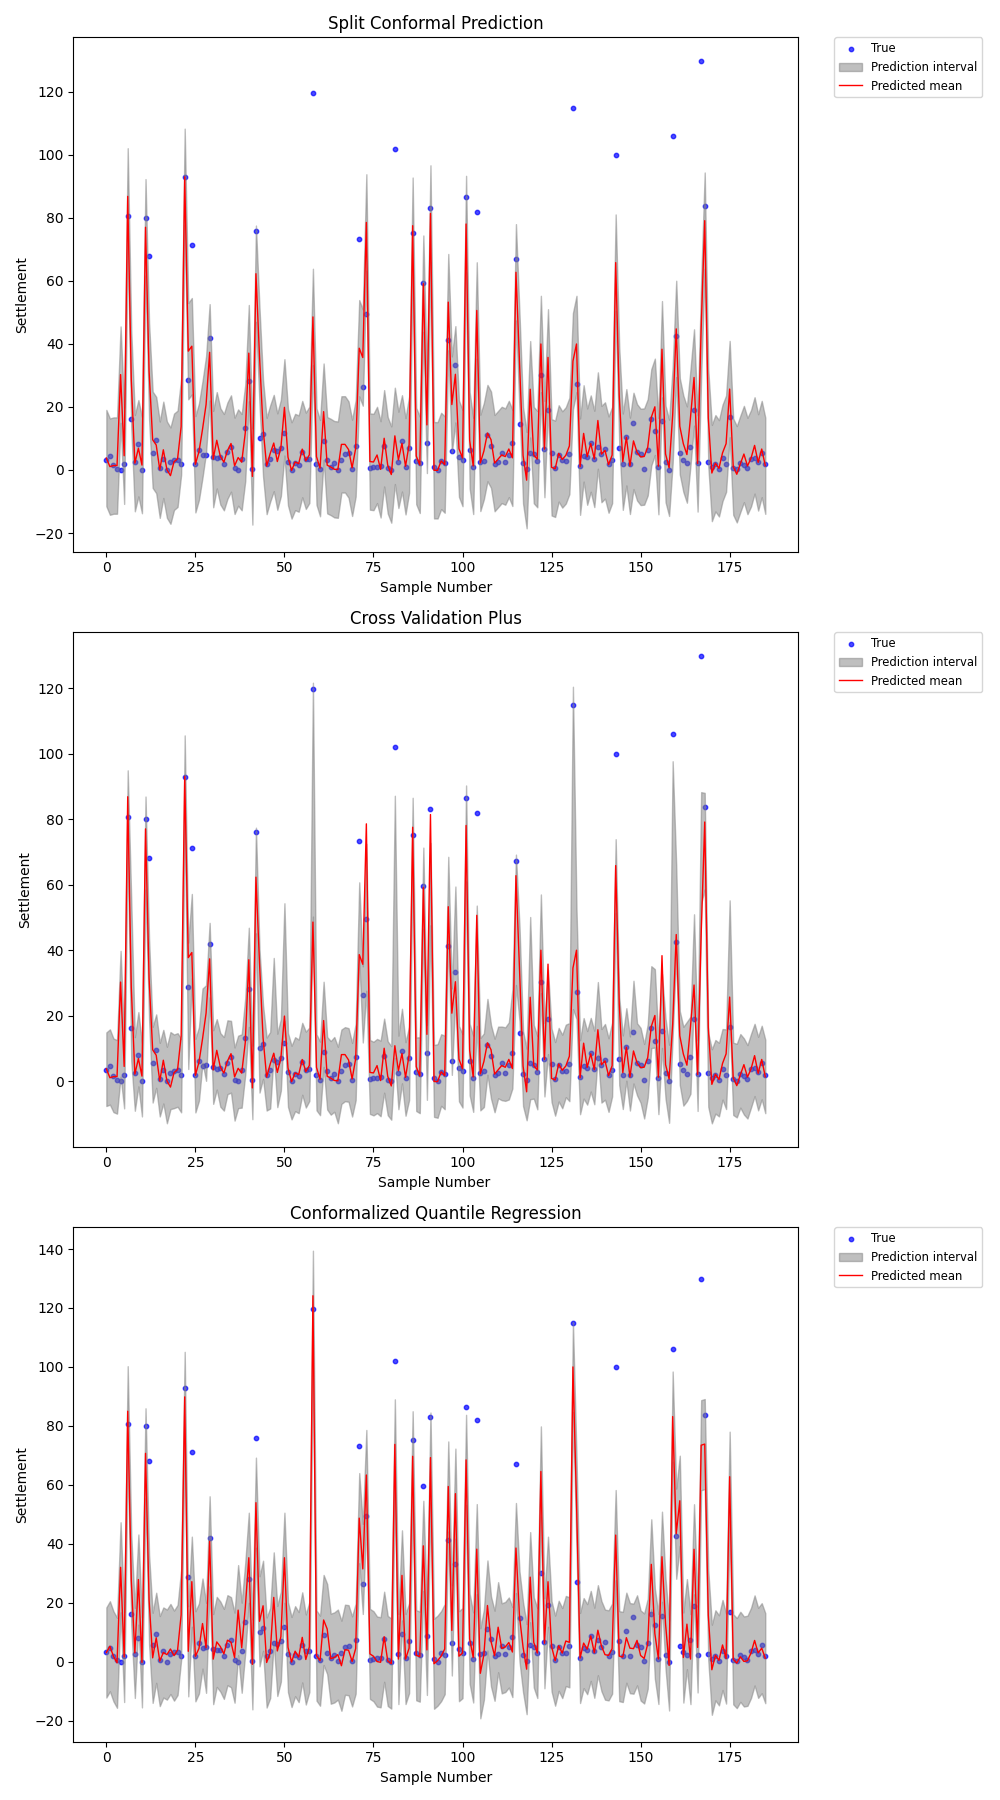 Split Conformal Prediction
120
100
80
60
40
20
0
−20
Settlement
0 25 50 75 100 125 150 175
Sample Number
True
Prediction interval
Predicted mean
Cross Validation Plus
120
100
80
60
40
20
0
Settlement
0 25 50 75 100 125 150 175
Sample Number
True
Prediction interval
Predicted mean
Conformalized Quantile Regression
140
120
100
80
60
40
20
0
−20
Settlement
0 25 50 75 100 125 150 175
Sample Number
True
Prediction interval
Predicted mean